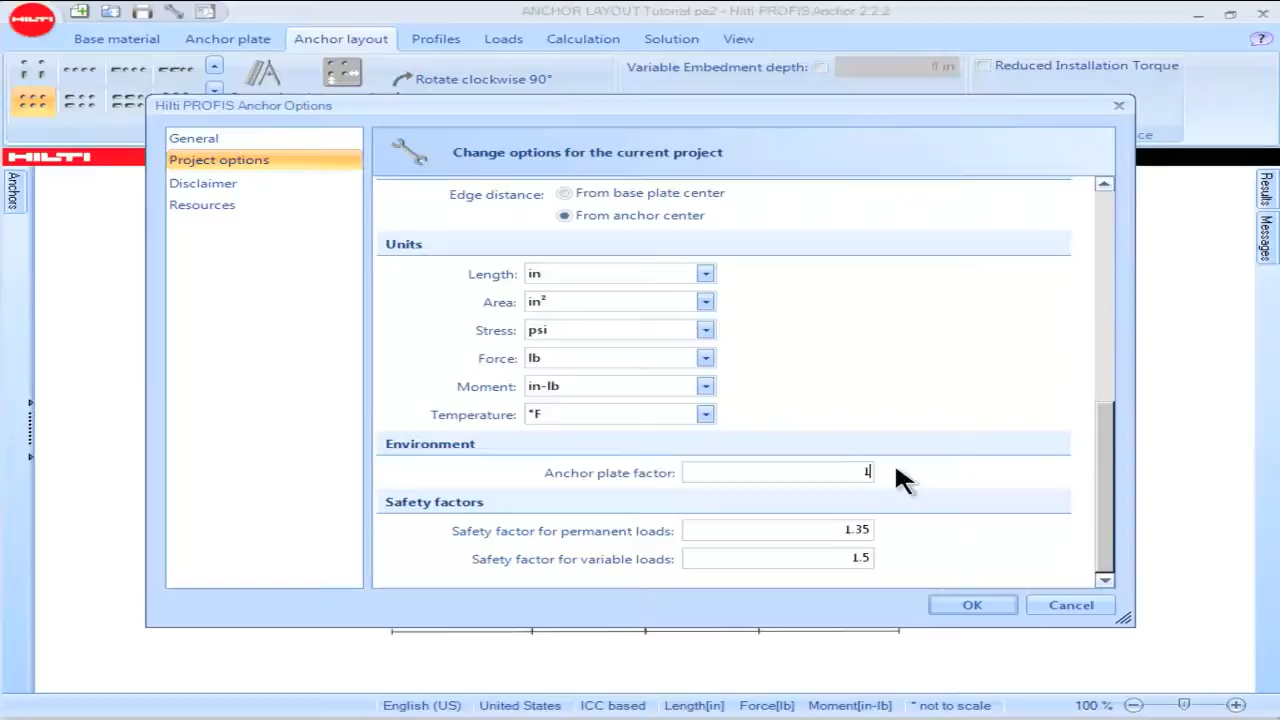 HILTI
ANCHOR LAYOUT Tutorial pa2 - Hilti PROFIS Anchor 2.2.2
Base material
Anchor plate
Anchor layout
Profiles
Loads
Calculation
Solution
View
Rotate clockwise 90°
Variable Embedment depth:
0 in
Reduced Installation Torque
Hilti PROFIS Anchor Options
HILTI
General
Project options
Disclaimer
Resources
Change options for the current project
Anchors
Results
Messages
Edge distance:
From base plate center
From anchor center
Units
Length: in
Area: in²
Stress: psi
Force: lb
Moment: in-lb
Temperature: °F
Environment
Anchor plate factor: 1
Safety factors
Safety factor for permanent loads: 1.35
Safety factor for variable loads: 1.5
OK
Cancel
English (US)
United States
ICC based
Length[in]
Force[lb]
Moment[in-lb]
* not to scale
100 %